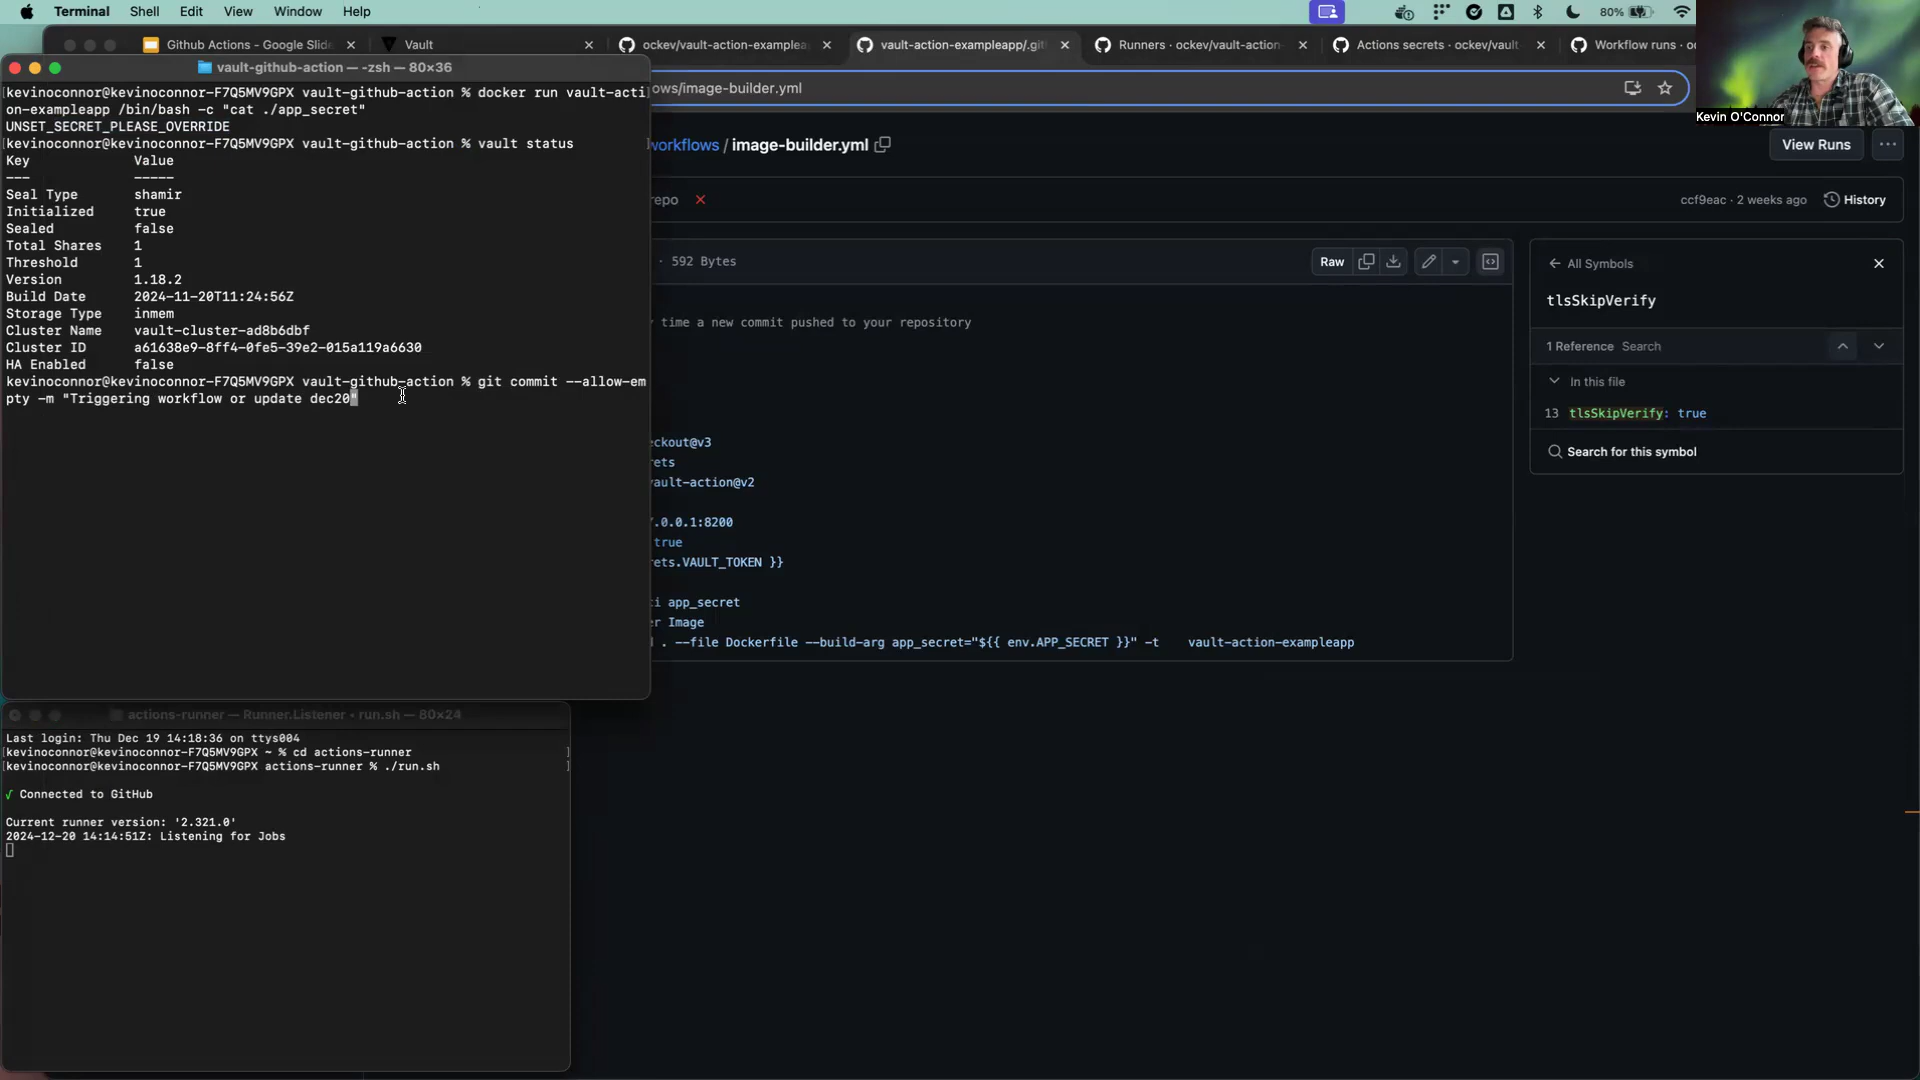 Terminal Shell Edit View Window Help 80%
Github Actions - Google Slide
Vault
ockev/vault-action-examplea
vault-action-exampleapp/.git
Runners · ockev/vault-action
Actions secrets · ockev/vault-
Workflow runs · oc
Kevin O'Connor
vault-github-action — -zsh — 80×36
[kevinoconnor@kevinoconnor-F7Q5MV9GPX vault-github-action % docker run vault-acti]
on-exampleapp /bin/bash -c "cat ./app_secret"
UNSET_SECRET_PLEASE_OVERRIDE
[kevinoconnor@kevinoconnor-F7Q5MV9GPX vault-github-action % vault status ]
Key Value
--- -----
Seal Type shamir
Initialized true
Sealed false
Total Shares 1
Threshold 1
Version 1.18.2
Build Date 2024-11-20T11:24:56Z
Storage Type inmem
Cluster Name vault-cluster-ad8b6dbf
Cluster ID a61638e9-8ff4-0fe5-39e2-015a119a6630
HA Enabled false
kevinoconnor@kevinoconnor-F7Q5MV9GPX vault-github-action % git commit --allow-em
pty -m "Triggering workflow or update dec20"
ows/image-builder.yml
workflows / image-builder.yml
View Runs
repo
ccf9eac · 2 weeks ago
History
· 592 Bytes
Raw
time a new commit pushed to your repository
ckout@v3
rets
vault-action@v2
7.0.0.1:8200
true
rets.VAULT_TOKEN }}
i app_secret
r Image
. --file Dockerfile --build-arg app_secret="${{ env.APP_SECRET }}" -t vault-action-exampleapp
All Symbols
tlsSkipVerify
1 Reference Search
In this file
13 tlsSkipVerify: true
Search for this symbol
actions-runner — Runner.Listener • run.sh — 80×24
Last login: Thu Dec 19 14:18:36 on ttys004
[kevinoconnor@kevinoconnor-F7Q5MV9GPX ~ % cd actions-runner ]
[kevinoconnor@kevinoconnor-F7Q5MV9GPX actions-runner % ./run.sh ]
√ Connected to GitHub
Current runner version: '2.321.0'
2024-12-20 14:14:51Z: Listening for Jobs